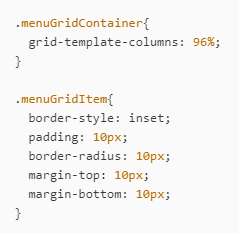 .menuGridContainer{
  grid-template-columns: 96%;
}

.menuGridItem{
  border-style: inset;
  padding: 10px;
  border-radius: 10px;
  margin-top: 10px;
  margin-bottom: 10px;
}